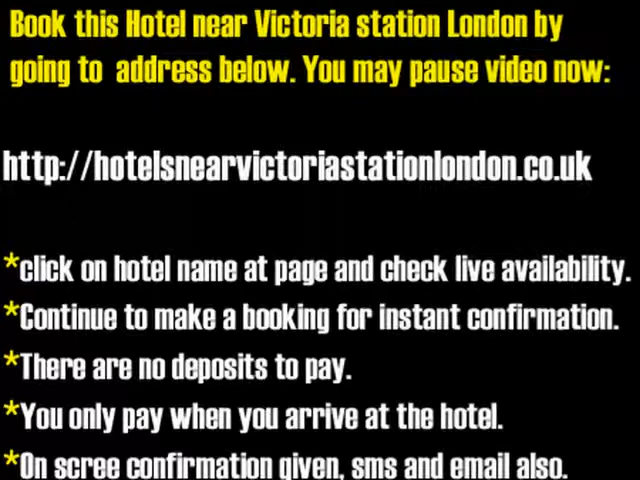 Book this Hotel near Victoria station London by
going to address below. You may pause video now:
http://hotelsnearvictoriastationlondon.co.uk
*click on hotel name at page and check live availability.
*Continue to make a booking for instant confirmation.
*There are no deposits to pay.
*You only pay when you arrive at the hotel.
*On scree confirmation given, sms and email also.